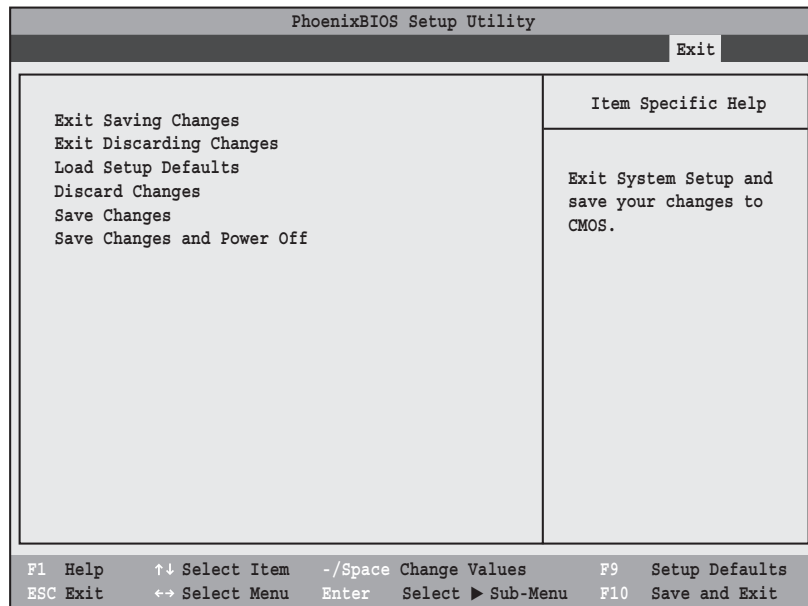 PhoenixBIOS Setup Utility
Exit
Exit Saving Changes
Exit Discarding Changes
Load Setup Defaults
Discard Changes
Save Changes
Save Changes and Power Off
Item Specific Help
Exit System Setup and
save your changes to
CMOS.
F1 Help ↑↓ Select Item -/Space Change Values F9 Setup Defaults
ESC Exit ←→ Select Menu Enter Select ▶ Sub-Menu F10 Save and Exit